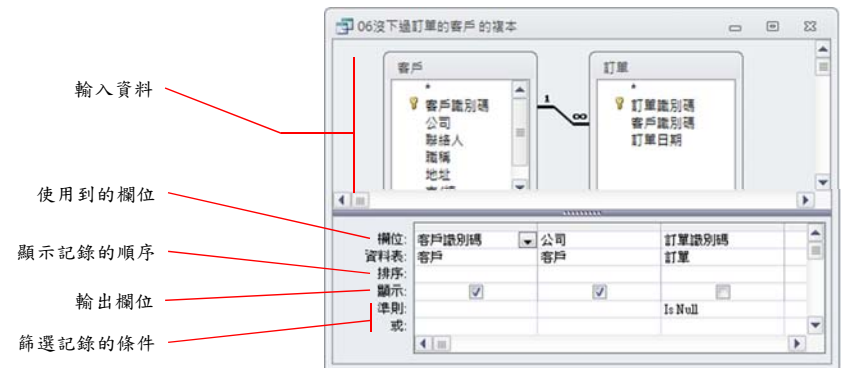 06沒下過訂單的客戶 的複本
客戶
*
客戶識別碼
公司
聯絡人
職稱
地址
1
∞
訂單
*
訂單識別碼
客戶識別碼
訂單日期
輸入資料
使用到的欄位
顯示記錄的順序
輸出欄位
篩選記錄的條件
欄位: 客戶識別碼 公司 訂單識別碼
資料表: 客戶 客戶 訂單
排序:
顯示:
準則: Is Null
或: